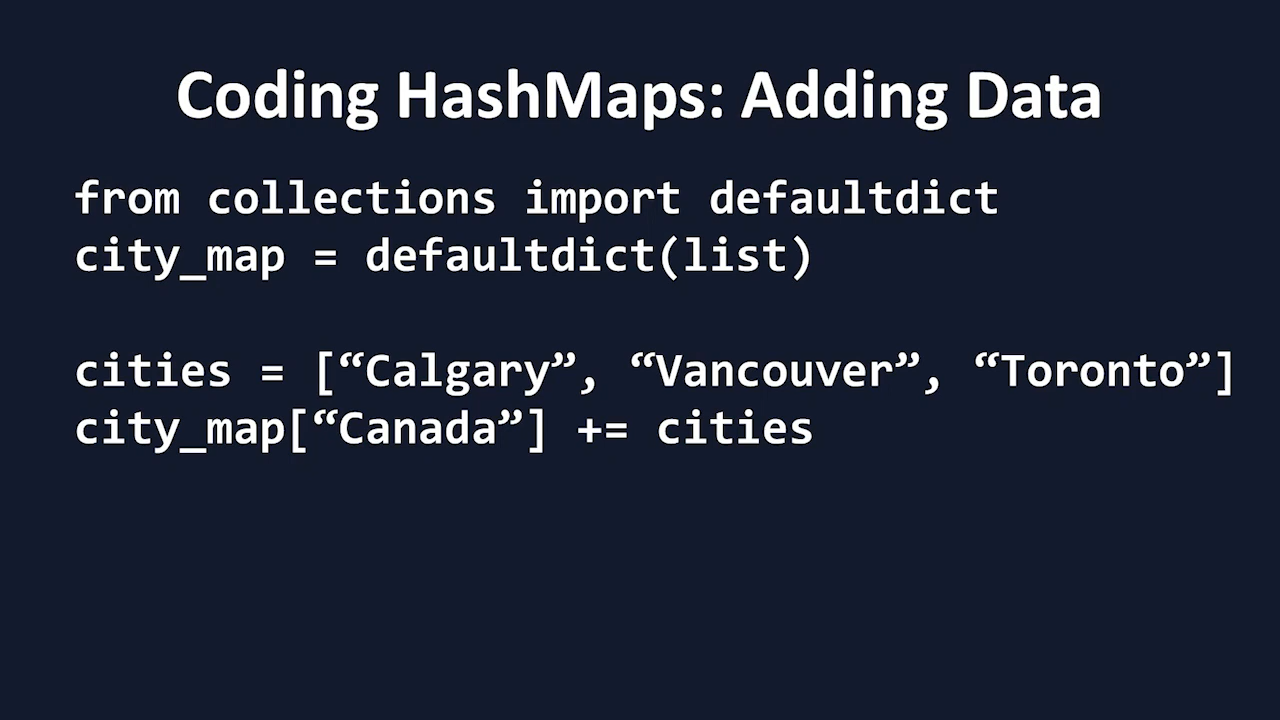 Coding HashMaps: Adding Data
from collections import defaultdict
city_map = defaultdict(list)
cities = [“Calgary”, “Vancouver”, “Toronto”]
city_map[“Canada”] += cities